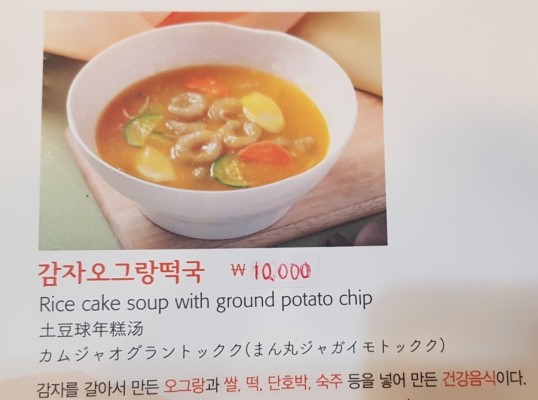 감자오그랑떡국 ₩ 10,000
Rice cake soup with ground potato chip
土豆球年糕汤
カムジャオグラントックク(まん丸ジャガイモトックク)
감자를 갈아서 만든 오그랑과 쌀, 떡, 단호박, 숙주 등을 넣어 만든 건강음식이다.